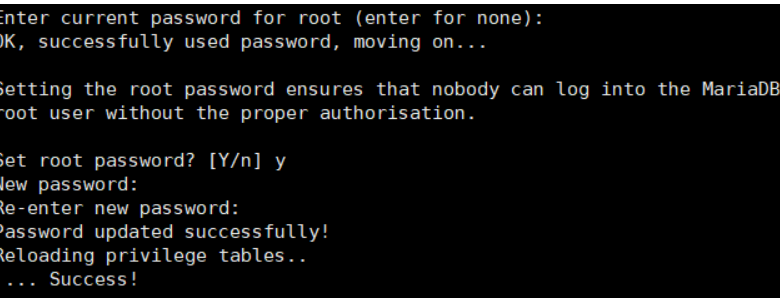 Enter current password for root (enter for none):
OK, successfully used password, moving on...
Setting the root password ensures that nobody can log into the MariaDB
root user without the proper authorisation.
Set root password? [Y/n] y
New password:
Re-enter new password:
Password updated successfully!
Reloading privilege tables..
... Success!